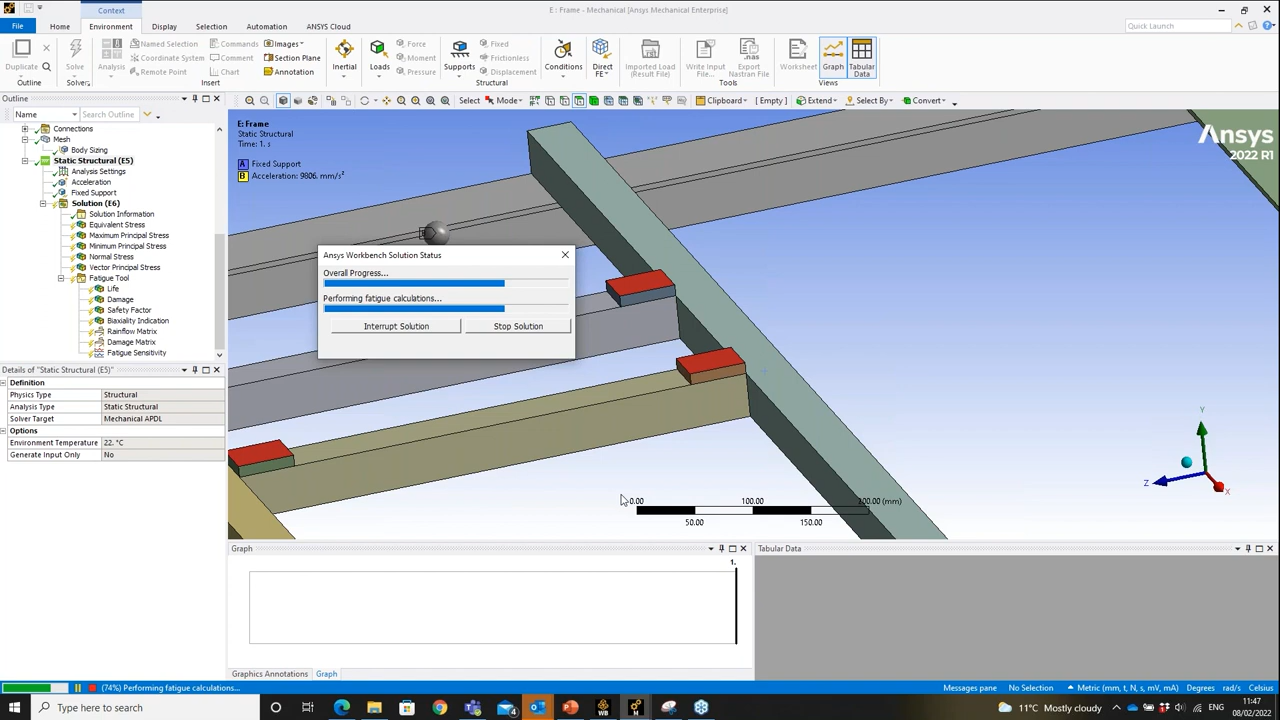 Context
E : Frame - Mechanical [Ansys Mechanical Enterprise]
File Home Environment Display Selection Automation ANSYS Cloud
Quick Launch
Duplicate
Solve
Analysis
Named Selection
Coordinate System
Remote Point
Commands
Comment
Chart
Images
Section Plane
Annotations
Inertial
Loads
Force
Moment
Pressure
Supports
Fixed
Frictionless
Displacement
Conditions
Direct FE
Imported Load (Result File)
Write Input File...
Export Nastran File
Worksheet
Graph
Tabular Data
Outline Solver Insert Structural Tools Views
Outline
Select Mode Clipboard [ Empty ] Extend Select By Convert
Name Search Outline
Connections
Mesh
Body Sizing
Static Structural (E5)
Analysis Settings
Acceleration
Fixed Support
Solution (E6)
Solution Information
Equivalent Stress
Maximum Principal Stress
Minimum Principal Stress
Normal Stress
Vector Principal Stress
Fatigue Tool
Life
Damage
Safety Factor
Biaxiality Indication
Rainflow Matrix
Damage Matrix
Fatigue Sensitivity
Details of "Static Structural (E5)"
Definition
Physics Type Structural
Analysis Type Static Structural
Solver Target Mechanical APDL
Options
Environment Temperature 22. °C
Generate Input Only No
E: Frame
Static Structural
Time: 1. s
A Fixed Support
B Acceleration: 9806. mm/s²
Ansys
2022 R1
Ansys Workbench Solution Status
Overall Progress...
Performing fatigue calculations...
Interrupt Solution Stop Solution
0.00 100.00 200.00 (mm)
50.00 150.00
Y
Z
X
Graph
Tabular Data
1.
Graphics Annotations Graph
(74%) Performing fatigue calculations...
Messages pane No Selection Metric (mm, t, N, s, mV, mA) Degrees rad/s Celsius
Type here to search
11°C Mostly cloudy
ENG
11:47
08/02/2022